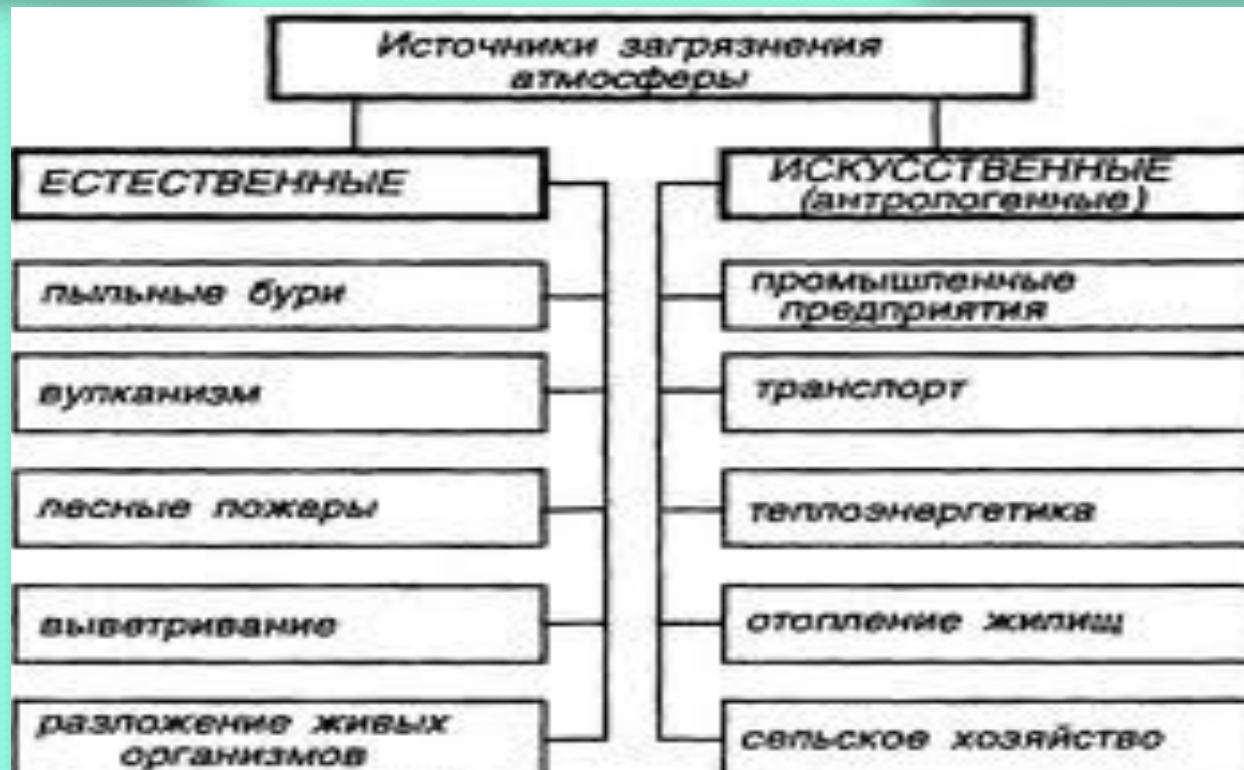 Источники загрязнения
атмосферы
ЕСТЕСТВЕННЫЕ
пыльные бури
вулканизм
лесные пожары
выветривание
разложение живых
организмов
ИСКУССТВЕННЫЕ
(антропогенные)
промышленные
предприятия
транспорт
теплоэнергетика
отопление жилищ
сельское хозяйство